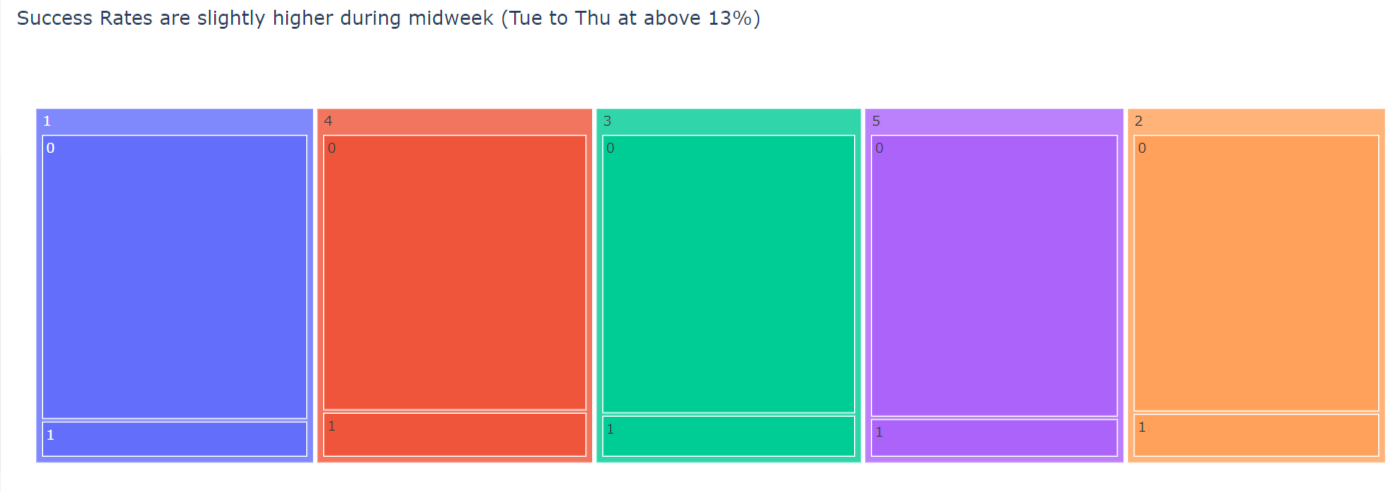 Success Rates are slightly higher during midweek (Tue to Thu at above 13%)
1 4 3 5 2
0 0 0 0 0
1 1 1 1 1